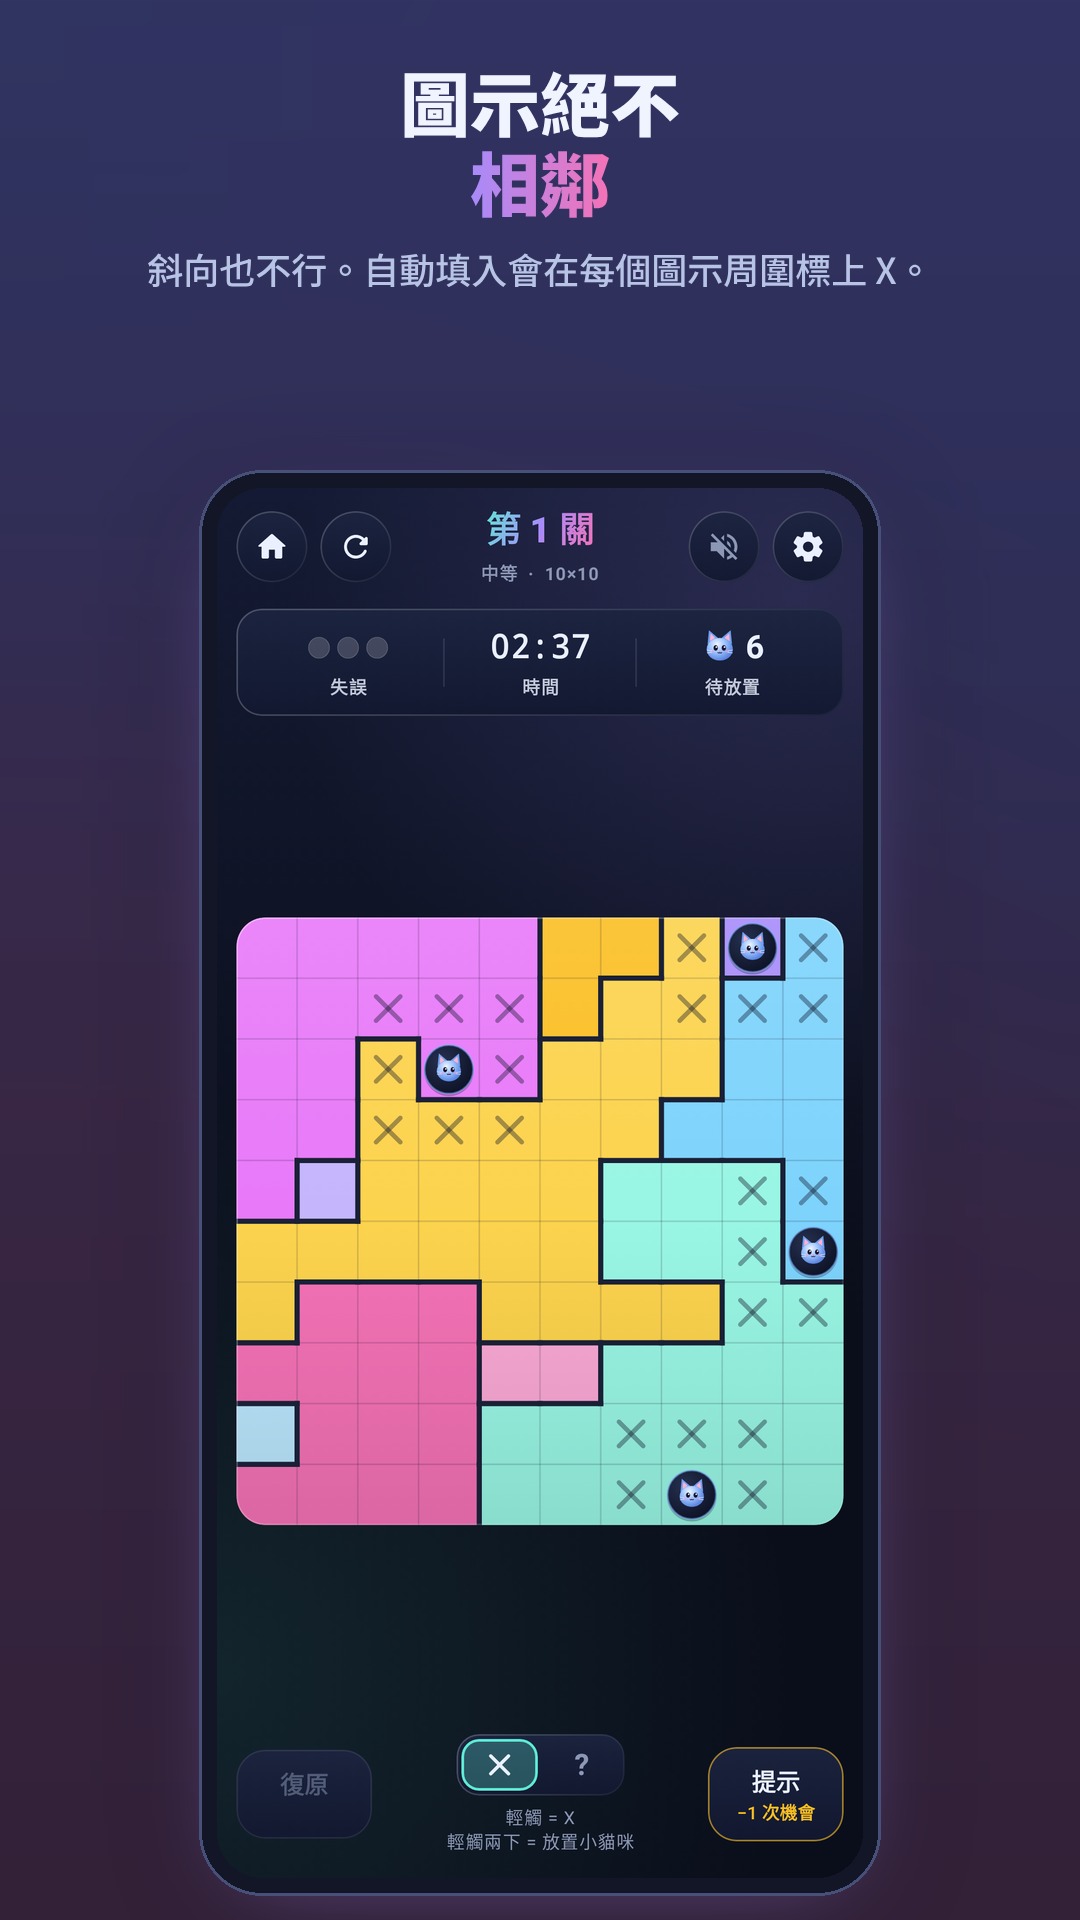 圖示絕不
相鄰
斜向也不行。自動填入會在每個圖示周圍標上 X。
第 1 關
中等 · 10×10
02:37
6
失誤
時間
待放置
復原
?
提示
−1 次機會
輕觸 = X
輕觸兩下 = 放置小貓咪